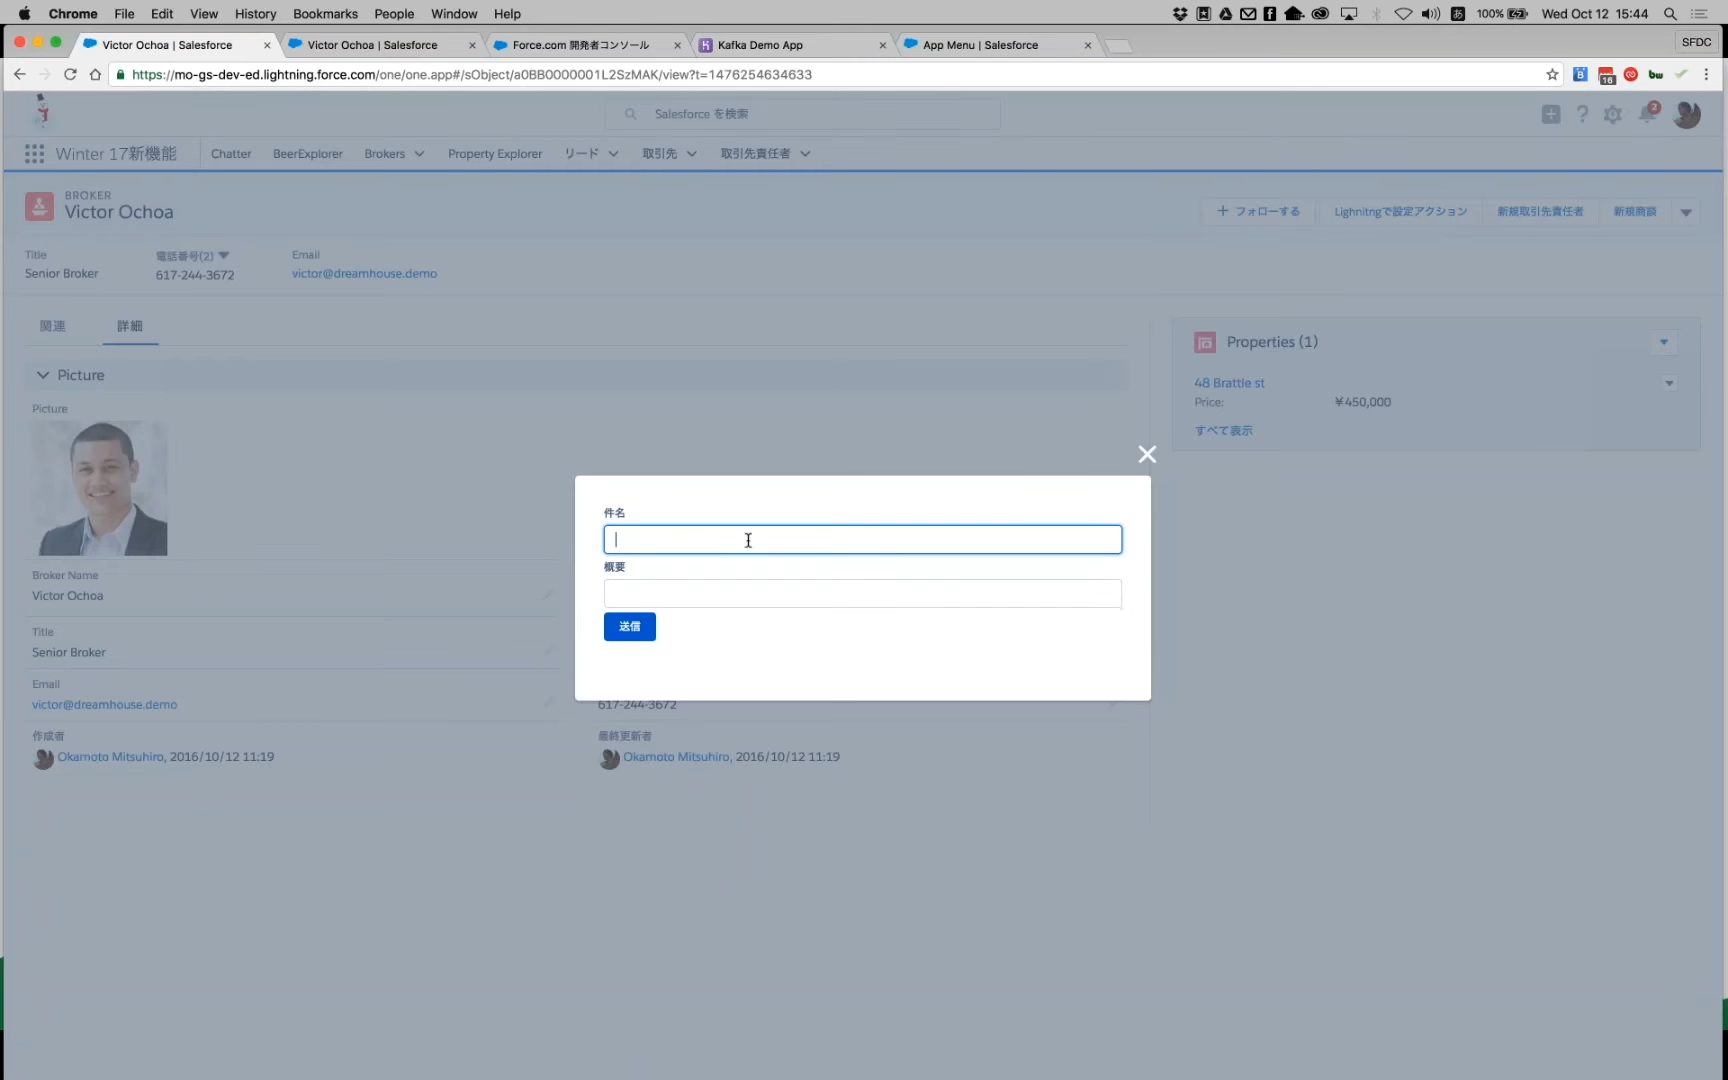 Chrome File Edit View History Bookmarks People Window Help
100% Wed Oct 12 15:44
Victor Ochoa | Salesforce
Victor Ochoa | Salesforce
Force.com 開発者コンソール
Kafka Demo App
App Menu | Salesforce
SFDC
https://mo-gs-dev-ed.lightning.force.com/one/one.app#/sObject/a0BB0000001L2SzMAK/view?t=1476254634633
16
bw
Salesforce を検索
2
Winter 17新機能 Chatter BeerExplorer Brokers Property Explorer リード 取引先 取引先責任者
BROKER
Victor Ochoa
フォローする Lighnitngで設定アクション 新規取引先責任者 新規商談
Title 電話番号(2) Email
Senior Broker 617-244-3672 victor@dreamhouse.demo
関連 詳細
Properties (1)
48 Brattle st
Price: ¥450,000
すべて表示
Picture
Picture
件名
概要
送信
Broker Name
Victor Ochoa
Title
Senior Broker
Email
victor@dreamhouse.demo 617-244-3672
作成者 最終更新者
Okamoto Mitsuhiro, 2016/10/12 11:19 Okamoto Mitsuhiro, 2016/10/12 11:19